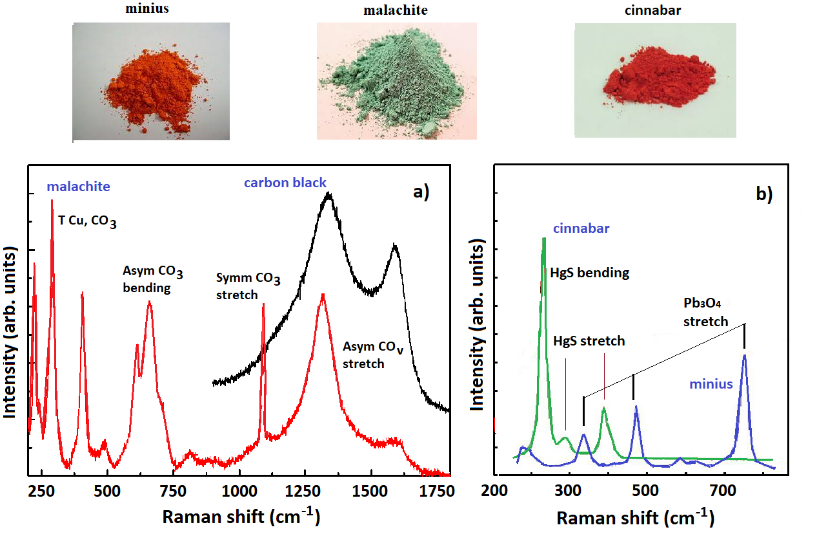 minius
malachite
cinnabar
malachite
carbon black
a)
T Cu, CO3
Asym CO3
bending
Symm CO3
stretch
Asym COν
stretch
Intensity (arb. units)
250 500 750 1000 1250 1500 1750
Raman shift (cm-1)
b)
cinnabar
HgS bending
Pb3O4
stretch
HgS stretch
minius
Intensity (arb. units)
200 300 500 700
Raman shift (cm-1)